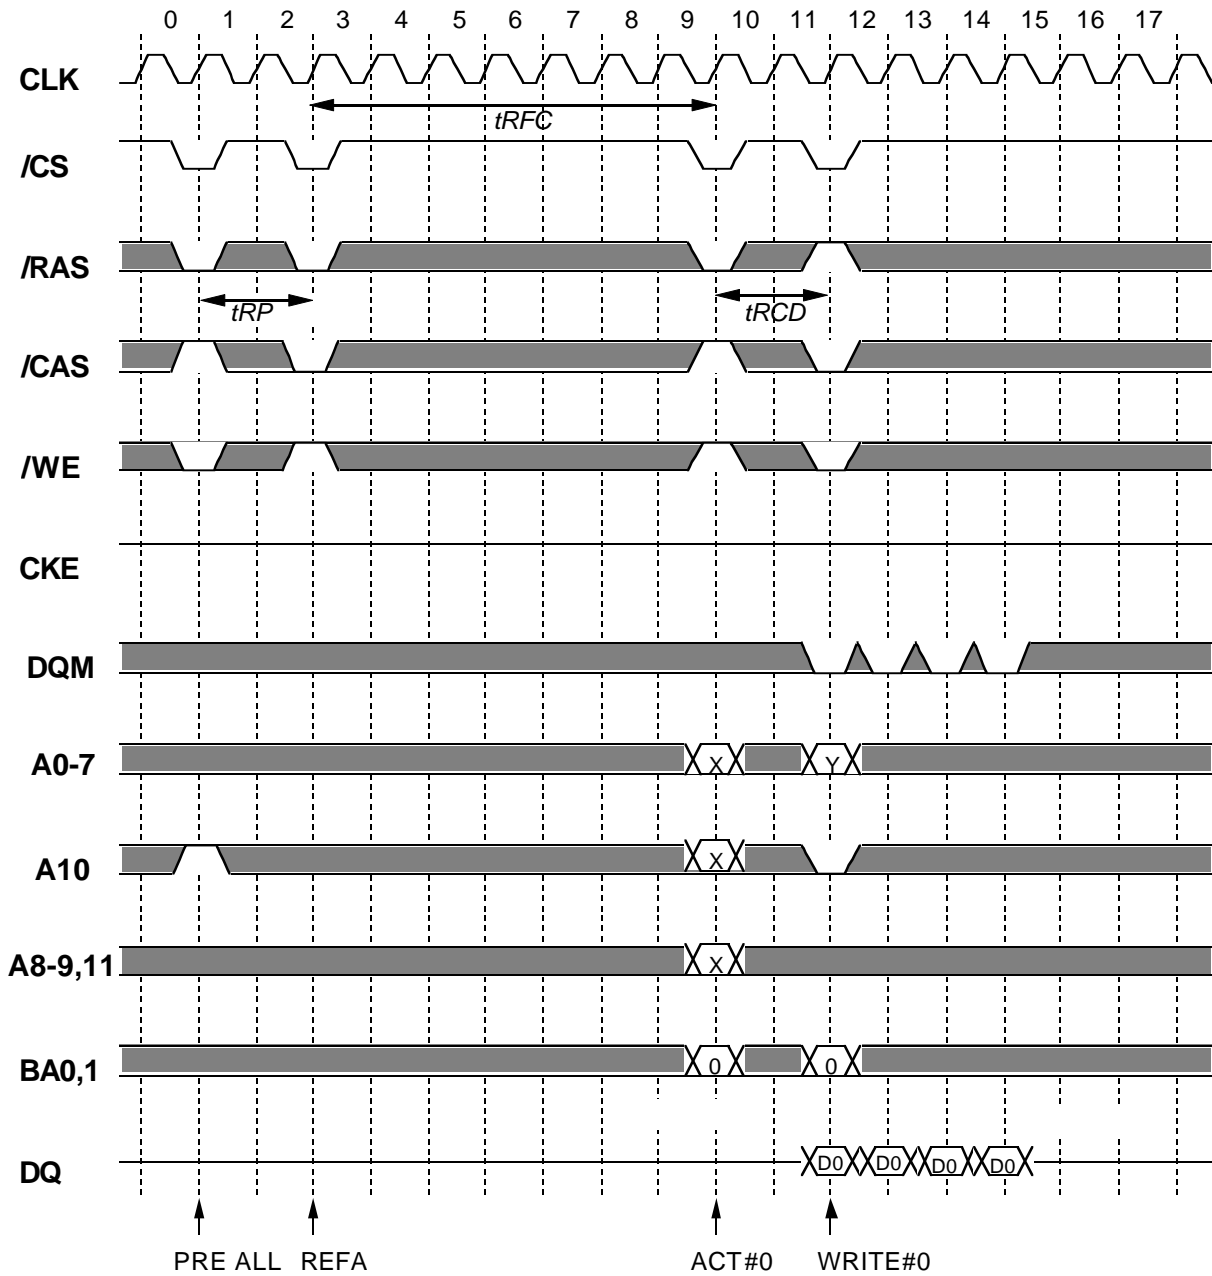 0 1 2 3 4 5 6 7 8 9 10 11 12 13 14 15 16 17
CLK
tRFC
/CS
/RAS
tRP tRCD
/CAS
/WE
CKE
DQM
A0-7 X Y
A10 X
A8-9,11 X
BA0,1 0 0
DQ D0 D0 D0 D0
PRE ALL REFA ACT#0 WRITE#0